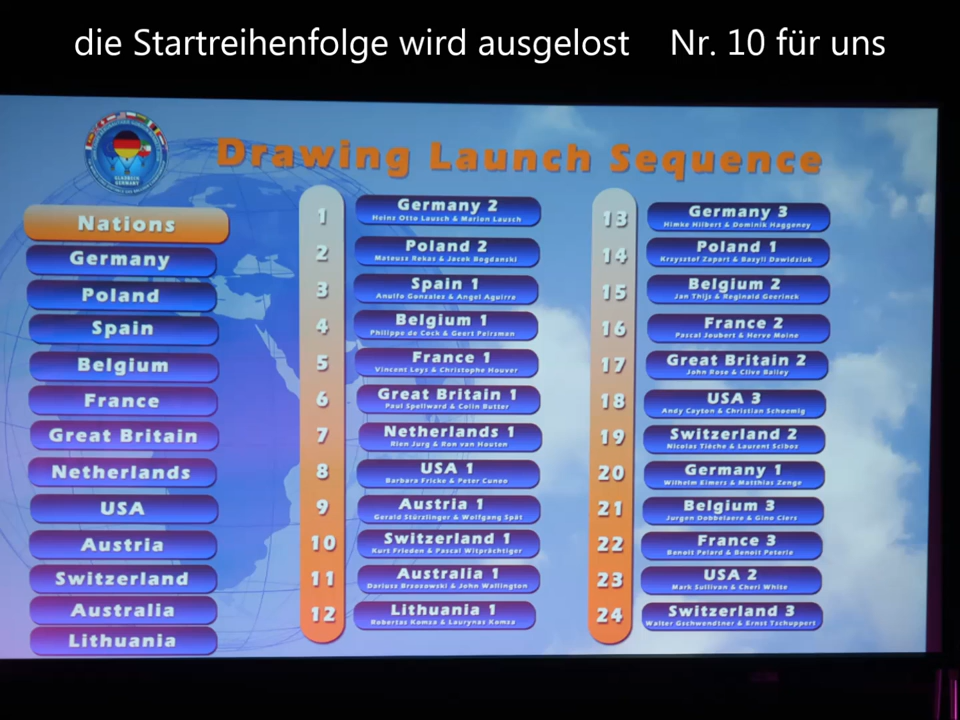 die Startreihenfolge wird ausgelost Nr. 10 für uns
Drawing Launch Sequence
Nations
Germany
Poland
Spain
Belgium
France
Great Britain
Netherlands
USA
Austria
Switzerland
Australia
Lithuania
1
Germany 2
Heinz Otto Lausch & Marion Lausch
2
Poland 2
Mateusz Rekas & Jacek Bogdanski
3
Spain 1
Anulfo Gonzalez & Angel Aguirre
4
Belgium 1
Philippe de Cock & Geert Peirsman
5
France 1
Vincent Leys & Christophe Houver
6
Great Britain 1
Paul Spellward & Colin Butter
7
Netherlands 1
Rien Jurg & Ron van Houten
8
USA 1
Barbara Fricke & Peter Cuneo
9
Austria 1
Gerald Stürzlinger & Wolfgang Spät
10
Switzerland 1
Kurt Frieden & Pascal Witprächtiger
11
Australia 1
Dariusz Brzozowski & John Wallington
12
Lithuania 1
Robertas Komza & Laurynas Komza
13
Germany 3
Himke Hilbert & Dominik Haggeney
14
Poland 1
Krzysztof Zapart & Bazyli Dawidziuk
15
Belgium 2
Jan Thijs & Reginald Geerinck
16
France 2
Pascal Joubert & Herve Moine
17
Great Britain 2
John Rose & Clive Bailey
18
USA 3
Andy Cayton & Christian Schoemig
19
Switzerland 2
Nicolas Tièche & Laurent Sciboz
20
Germany 1
Wilhelm Eimers & Matthias Zenge
21
Belgium 3
Jurgen Dabbelaere & Gino Ciers
22
France 3
Benoit Pelard & Benoit Peterle
23
USA 2
Mark Sullivan & Cheri White
24
Switzerland 3
Walter Gschwendtner & Ernst Tschuppert